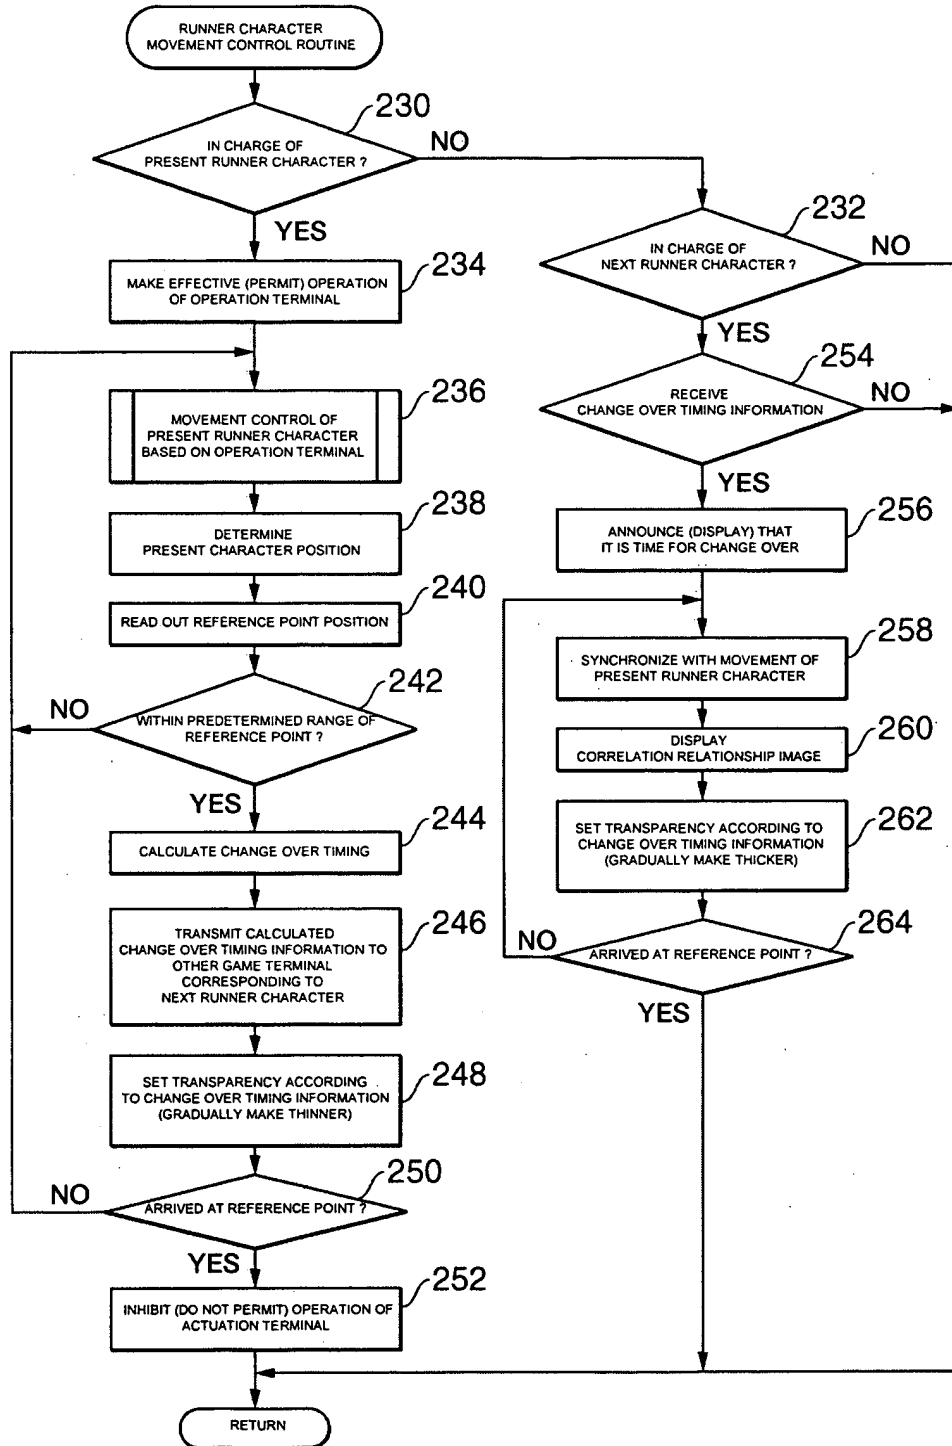 RUNNER CHARACTER
MOVEMENT CONTROL ROUTINE
230
IN CHARGE OF
PRESENT RUNNER CHARACTER ?
NO
YES
232
IN CHARGE OF
NEXT RUNNER CHARACTER ?
NO
YES
234
MAKE EFFECTIVE (PERMIT) OPERATION
OF OPERATION TERMINAL
236
MOVEMENT CONTROL OF
PRESENT RUNNER CHARACTER
BASED ON OPERATION TERMINAL
238
DETERMINE
PRESENT CHARACTER POSITION
240
READ OUT REFERENCE POINT POSITION
242
WITHIN PREDETERMINED RANGE OF
REFERENCE POINT ?
NO
YES
244
CALCULATE CHANGE OVER TIMING
246
TRANSMIT CALCULATED
CHANGE OVER TIMING INFORMATION TO
OTHER GAME TERMINAL
CORRESPONDING TO
NEXT RUNNER CHARACTER
248
SET TRANSPARENCY ACCORDING
TO CHANGE OVER TIMING INFORMATION
(GRADUALLY MAKE THINNER)
250
ARRIVED AT REFERENCE POINT ?
NO
YES
252
INHIBIT (DO NOT PERMIT) OPERATION OF
ACTUATION TERMINAL
254
RECEIVE
CHANGE OVER TIMING INFORMATION
NO
YES
256
ANNOUNCE (DISPLAY) THAT
IT IS TIME FOR CHANGE OVER
258
SYNCHRONIZE WITH MOVEMENT OF
PRESENT RUNNER CHARACTER
260
DISPLAY
CORRELATION RELATIONSHIP IMAGE
262
SET TRANSPARENCY ACCORDING TO
CHANGE OVER TIMING INFORMATION
(GRADUALLY MAKE THICKER)
264
ARRIVED AT REFERENCE POINT ?
NO
YES
RETURN